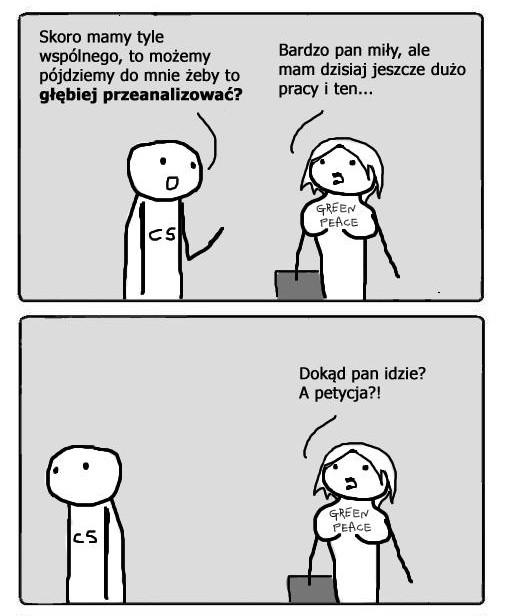 Skoro mamy tyle
wspólnego, to możemy
pójdziemy do mnie żeby to
głębiej przeanalizować?
Bardzo pan miły, ale
mam dzisiaj jeszcze dużo
pracy i ten...
CS
GREEN
PEACE
Dokąd pan idzie?
A petycja?!
CS
GREEN
PEACE